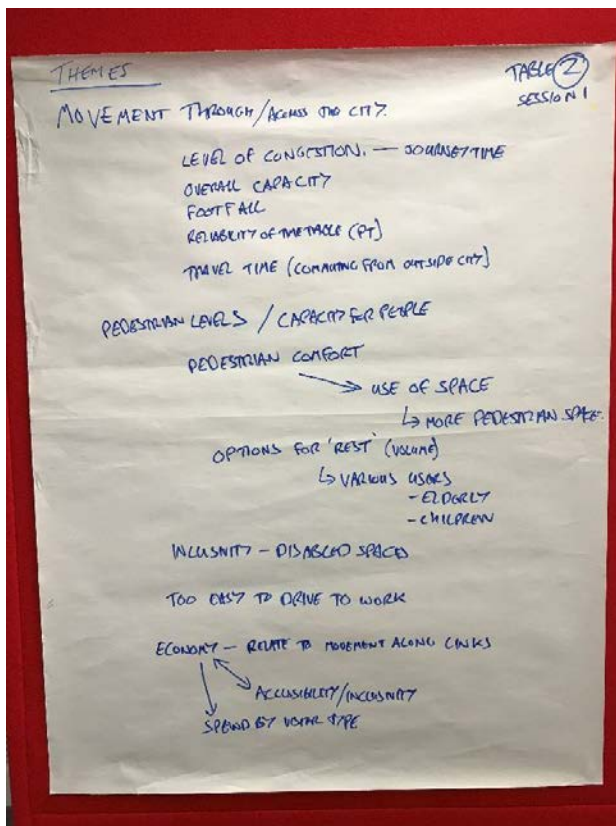 THEMES
TABLE 2
SESSION 1
MOVEMENT THROUGH/ACROSS THE CITY.
LEVEL OF CONGESTION. — JOURNEY TIME
OVERALL CAPACITY
FOOTFALL
RELIABILITY OF TIMETABLE (PT)
TRAVEL TIME (COMMUTING FROM OUTSIDE CITY)
PEDESTRIAN LEVELS / CAPACITY FOR PEOPLE
PEDESTRIAN COMFORT
USE OF SPACE
MORE PEDESTRIAN SPACE.
OPTIONS FOR 'REST' (VOLUME)
VARIOUS USERS
- ELDERLY
- CHILDREN
INCLUSIVITY - DISABLED SPACES
TOO EASY TO DRIVE TO WORK
ECONOMY — RELATE TO MOVEMENT ALONG LINKS
ACCESSIBILITY/INCLUSIVITY
SPEND BY TYPE